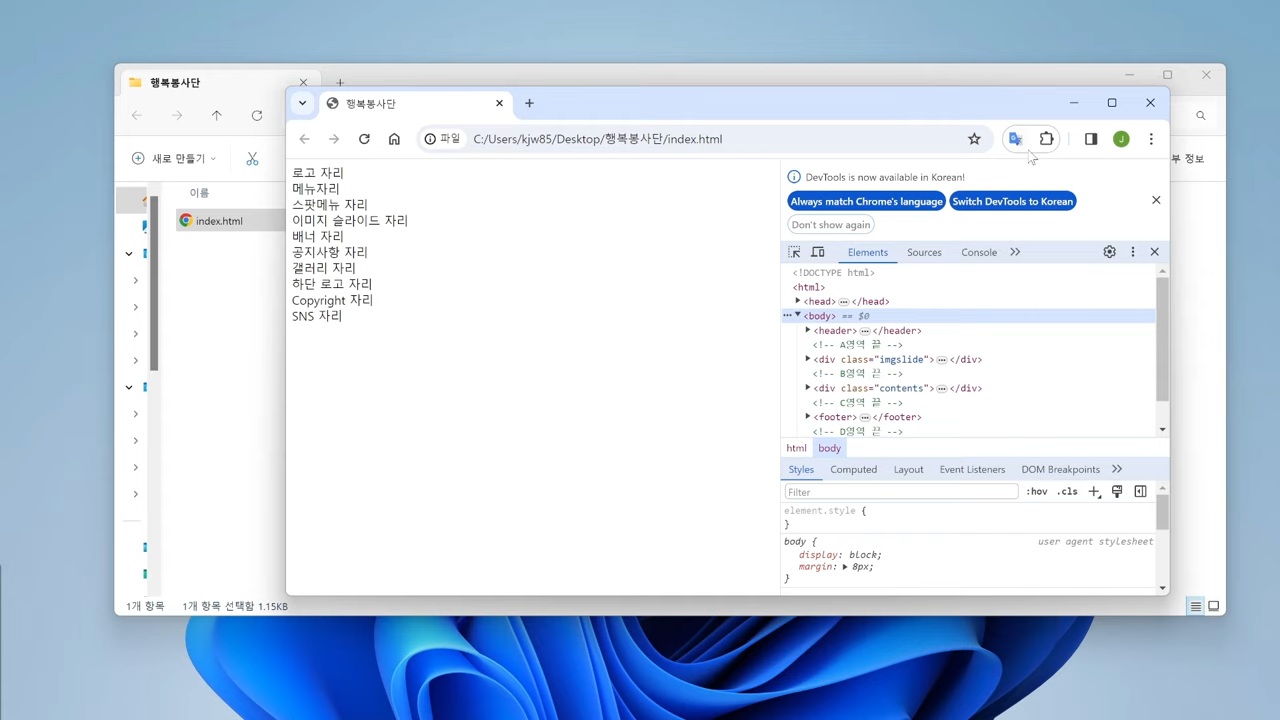 행복봉사단
행복봉사단
파일
C:/Users/kjw85/Desktop/행복봉사단/index.html
J
새로 만들기
부 정보
이름
index.html
로고 자리
메뉴자리
스팟메뉴 자리
이미지 슬라이드 자리
배너 자리
공지사항 자리
갤러리 자리
하단 로고 자리
Copyright 자리
SNS 자리
DevTools is now available in Korean!
Always match Chrome's language
Switch DevTools to Korean
Don't show again
Elements
Sources
Console
<!DOCTYPE html>
<html>
<head> ... </head>
... <body> == $0
<header> ... </header>
<!-- A영역 끝 -->
<div class="imgslide"> ... </div>
<!-- B영역 끝 -->
<div class="contents"> ... </div>
<!-- C영역 끝 -->
<footer> ... </footer>
<!-- D영역 끝 -->
html
body
Styles
Computed
Layout
Event Listeners
DOM Breakpoints
Filter
:hov
.cls
element.style {
}
body {
user agent stylesheet
display: block;
margin: 8px;
}
1개 항목
1개 항목 선택함 1.15KB